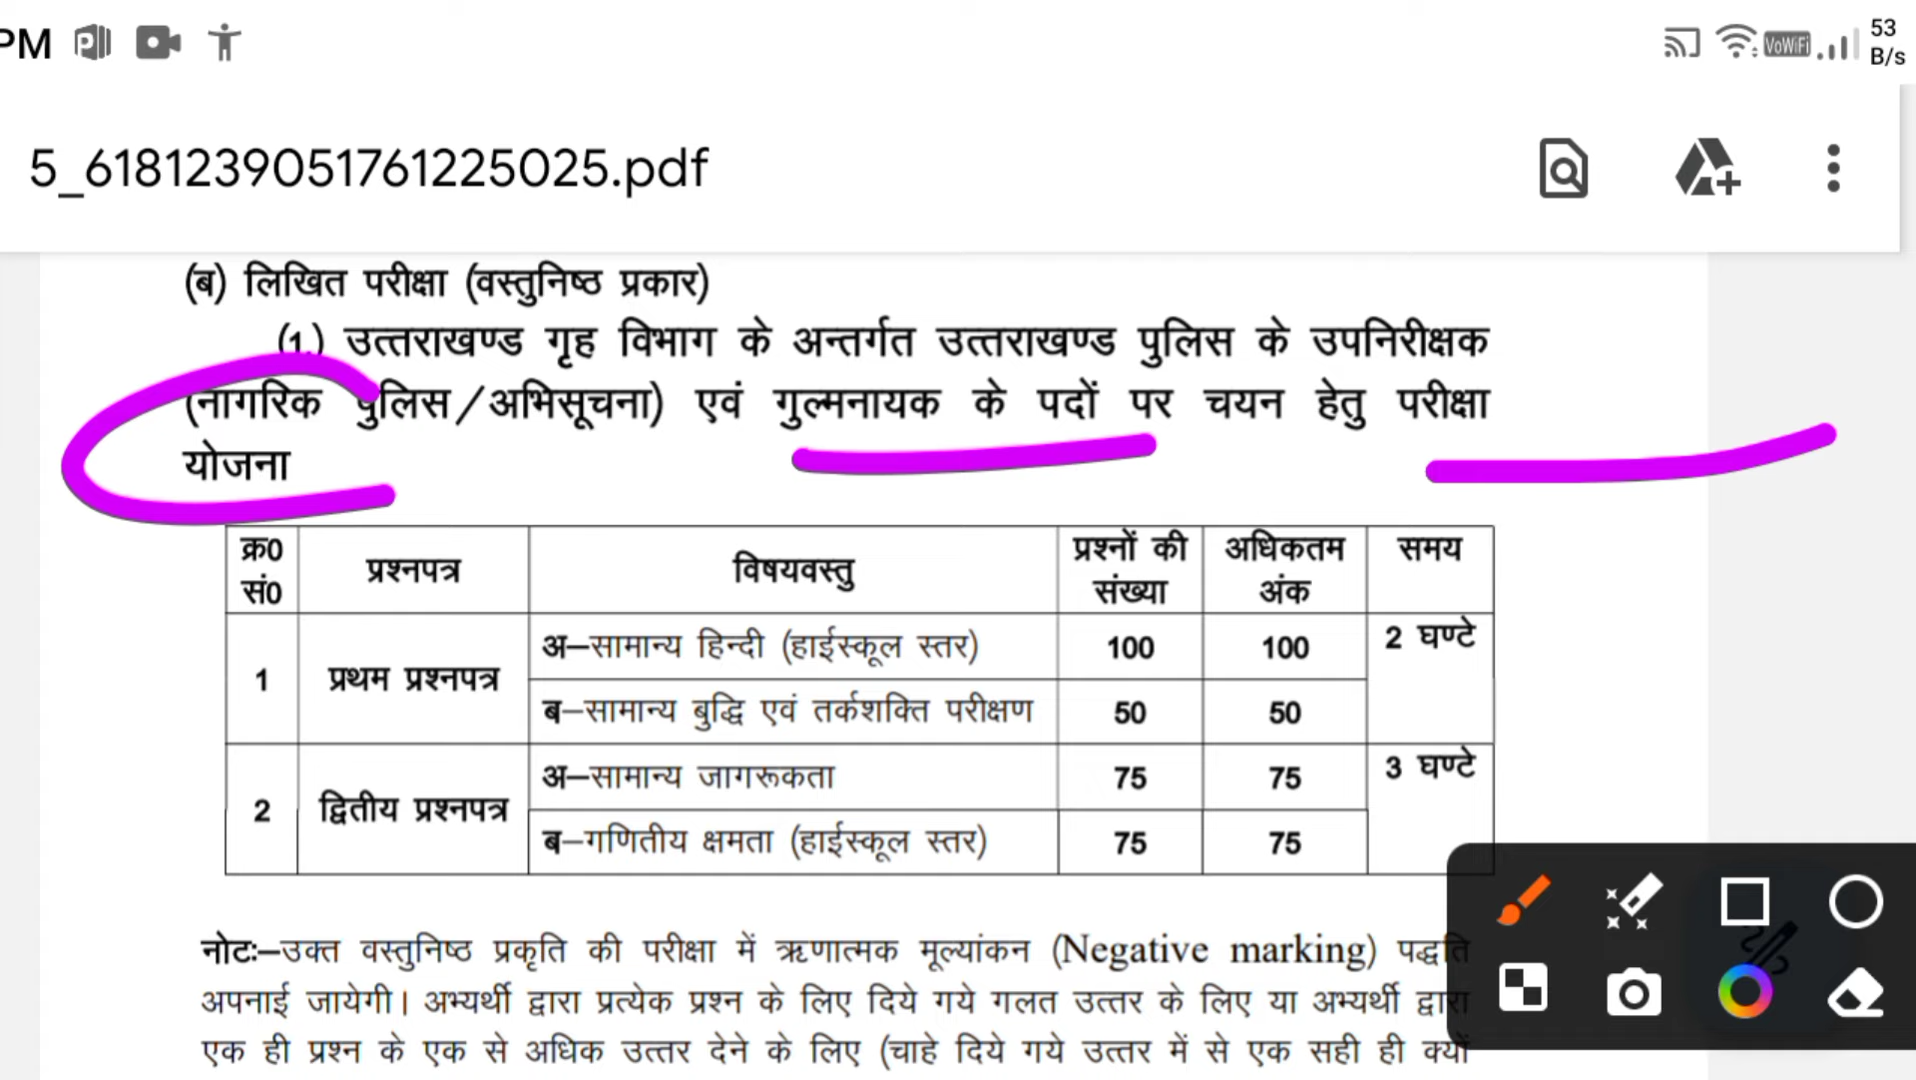 PM
VoWiFi
53
B/s
5_6181239051761225025.pdf
(ब) लिखित परीक्षा (वस्तुनिष्ठ प्रकार)
(1.) उत्तराखण्ड गृह विभाग के अन्तर्गत उत्तराखण्ड पुलिस के उपनिरीक्षक
(नागरिक पुलिस/अभिसूचना) एवं गुल्मनायक के पदों पर चयन हेतु परीक्षा
योजना
क्र0 सं0 प्रश्नपत्र विषयवस्तु प्रश्नों की संख्या अधिकतम अंक समय
1 प्रथम प्रश्नपत्र अ–सामान्य हिन्दी (हाईस्कूल स्तर) 100 100 2 घण्टे
ब–सामान्य बुद्धि एवं तर्कशक्ति परीक्षण 50 50
2 द्वितीय प्रश्नपत्र अ–सामान्य जागरूकता 75 75 3 घण्टे
ब–गणितीय क्षमता (हाईस्कूल स्तर) 75 75
नोटः–उक्त वस्तुनिष्ठ प्रकृति की परीक्षा में ऋणात्मक मूल्यांकन (Negative marking) पद्धति
अपनाई जायेगी। अभ्यर्थी द्वारा प्रत्येक प्रश्न के लिए दिये गये गलत उत्तर के लिए या अभ्यर्थी द्वारा
एक ही प्रश्न के एक से अधिक उत्तर देने के लिए (चाहे दिये गये उत्तर में से एक सही ही क्यों